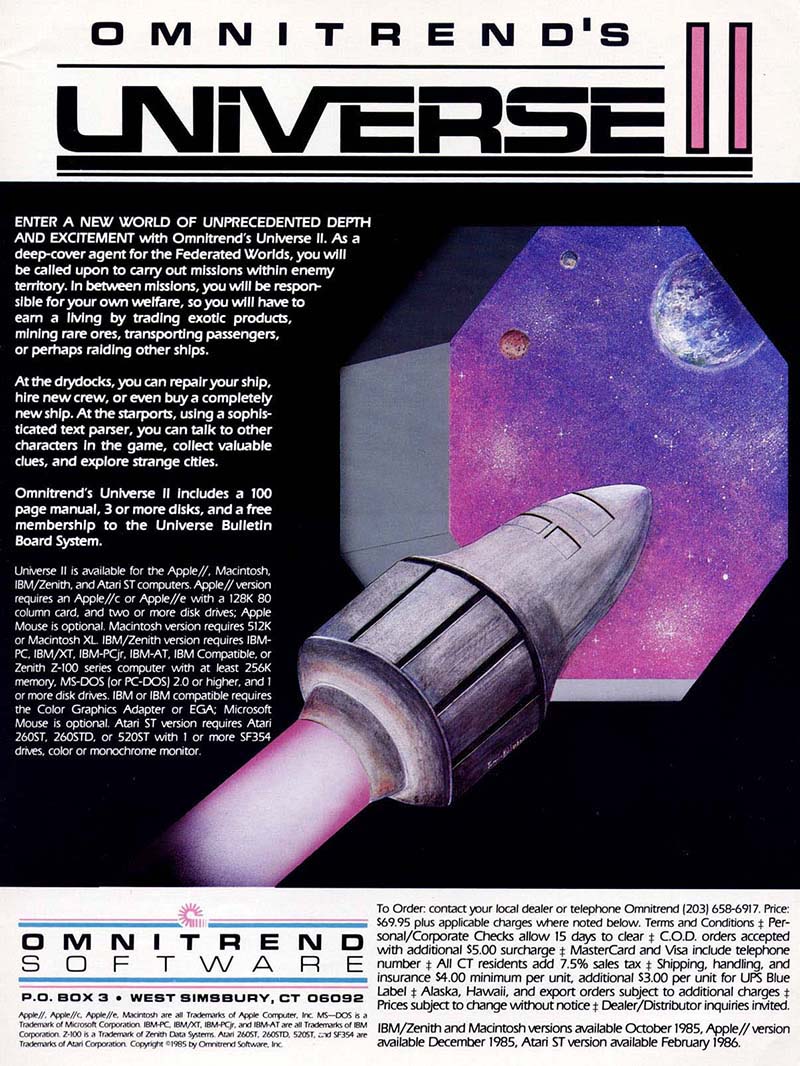 OMNITREND'S
UNIVERSE II
ENTER A NEW WORLD OF UNPRECEDENTED DEPTH
AND EXCITEMENT with Omnitrend's Universe II. As a
deep-cover agent for the Federated Worlds, you will
be called upon to carry out missions within enemy
territory. In between missions, you will be respon-
sible for your own welfare, so you will have to
earn a living by trading exotic products,
mining rare ores, transporting passengers,
or perhaps raiding other ships.
At the drydocks, you can repair your ship,
hire new crew, or even buy a completely
new ship. At the starports, using a sophis-
ticated text parser, you can talk to other
characters in the game, collect valuable
clues, and explore strange cities.
Omnitrend's Universe II includes a 100
page manual, 3 or more disks, and a free
membership to the Universe Bulletin
Board System.
Universe II is available for the Apple//, Macintosh,
IBM/Zenith, and Atari ST computers. Apple// version
requires an Apple//c or Apple//e with a 128K 80
column card, and two or more disk drives; Apple
Mouse is optional. Macintosh version requires 512K
or Macintosh XL. IBM/Zenith version requires IBM-
PC, IBM/XT, IBM-PCjr, IBM-AT, IBM Compatible, or
Zenith Z-100 series computer with at least 256K
memory, MS-DOS (or PC-DOS) 2.0 or higher, and 1
or more disk drives. IBM or IBM compatible requires
the Color Graphics Adapter or EGA; Microsoft
Mouse is optional. Atari ST version requires Atari
260ST, 260STD, or 520ST with 1 or more SF354
drives, color or monochrome monitor.
OMNITREND
SOFTWARE
P.O. BOX 3 • WEST SIMSBURY, CT 06092
Apple//, Apple//c, Apple//e, Macintosh are all Trademarks of Apple Computer, Inc. MS—DOS is a
Trademark of Microsoft Corporation. IBM-PC, IBM/XT, IBM-PCjr, and IBM-AT are all Trademarks of IBM
Corporation. Z-100 is a Trademark of Zenith Data Systems. Atari 260ST, 260STD, 520ST, and SF354 are
Trademarks of Atari Corporation. Copyright ©1985 by Omnitrend Software, Inc.
To Order: contact your local dealer or telephone Omnitrend (203) 658-6917. Price:
$69.95 plus applicable charges where noted below. Terms and Conditions ‡ Per-
sonal/Corporate Checks allow 15 days to clear ‡ C.O.D. orders accepted
with additional $5.00 surcharge ‡ MasterCard and Visa include telephone
number ‡ All CT residents add 7.5% sales tax ‡ Shipping, handling, and
insurance $4.00 minimum per unit, additional $3.00 per unit for UPS Blue
Label ‡ Alaska, Hawaii, and export orders subject to additional charges ‡
Prices subject to change without notice ‡ Dealer/Distributor inquiries invited.
IBM/Zenith and Macintosh versions available October 1985, Apple// version
available December 1985, Atari ST version available February 1986.